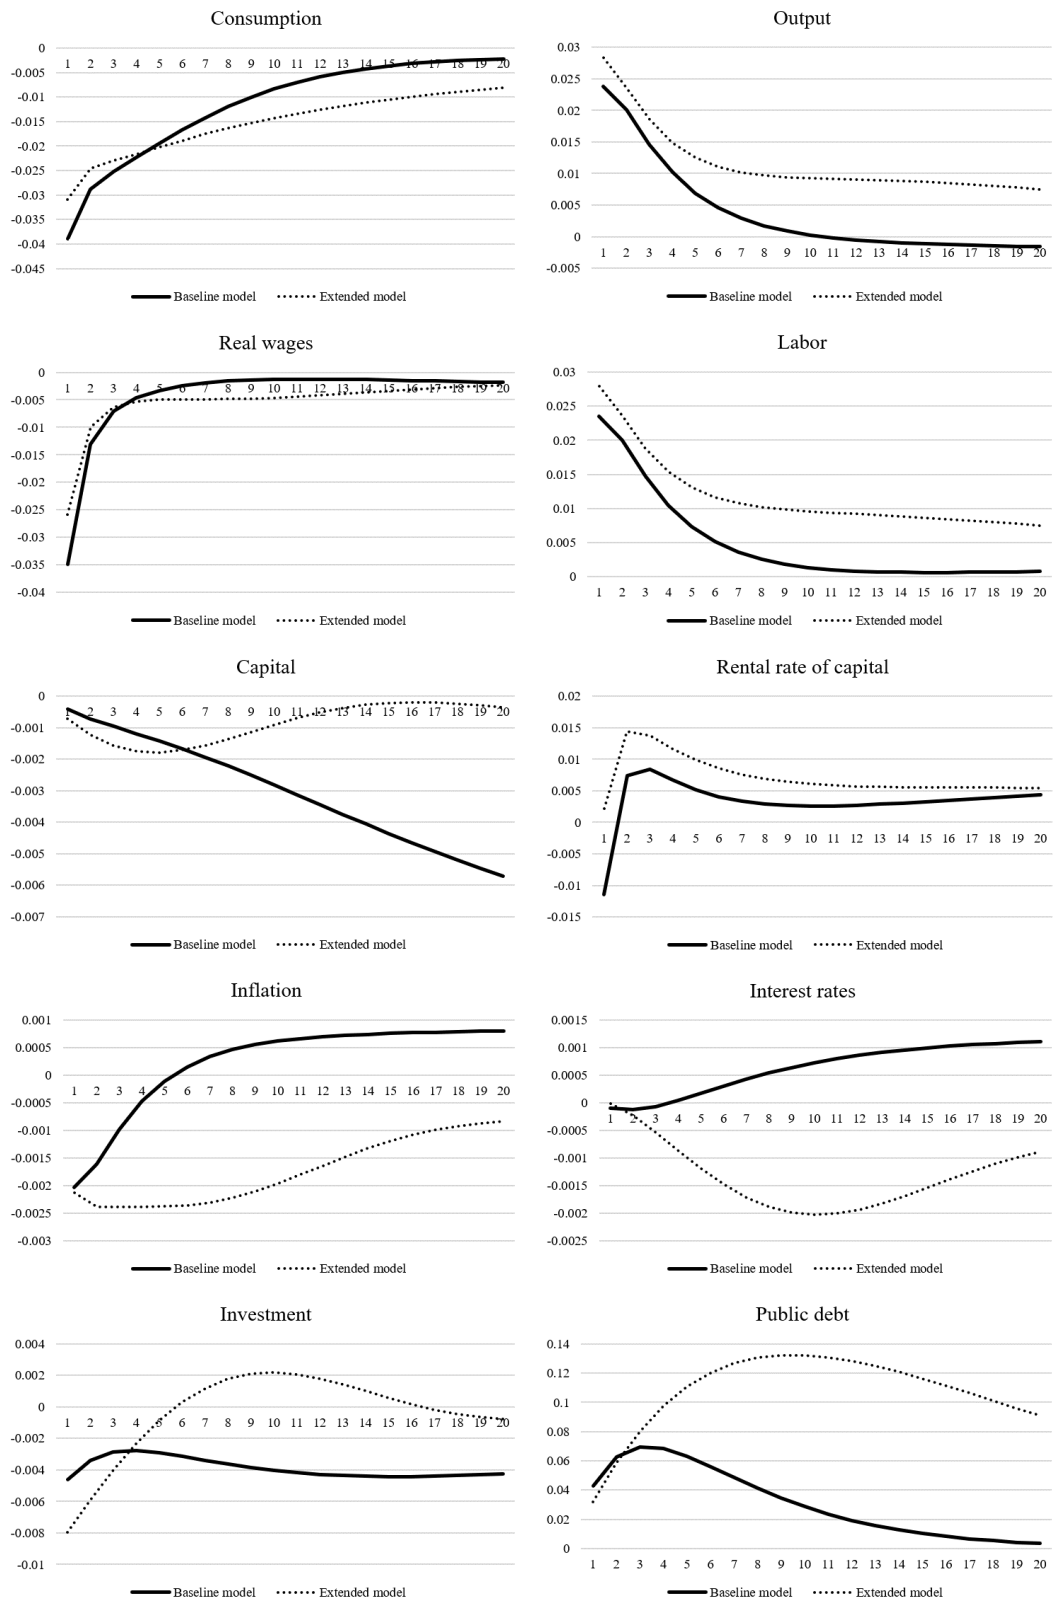 Consumption
0
-0.005
-0.01
-0.015
-0.02
-0.025
-0.03
-0.035
-0.04
-0.045
1 2 3 4 5 6 7 8 9 10 11 12 13 14 15 16 17 18 19 20
Baseline model Extended model
Output
0.03
0.025
0.02
0.015
0.01
0.005
0
-0.005
1 2 3 4 5 6 7 8 9 10 11 12 13 14 15 16 17 18 19 20
Baseline model Extended model
Real wages
0
-0.005
-0.01
-0.015
-0.02
-0.025
-0.03
-0.035
-0.04
1 2 3 4 5 6 7 8 9 10 11 12 13 14 15 16 17 18 19 20
Baseline model Extended model
Labor
0.03
0.025
0.02
0.015
0.01
0.005
0
1 2 3 4 5 6 7 8 9 10 11 12 13 14 15 16 17 18 19 20
Baseline model Extended model
Capital
0
-0.001
-0.002
-0.003
-0.004
-0.005
-0.006
-0.007
1 2 3 4 5 6 7 8 9 10 11 12 13 14 15 16 17 18 19 20
Baseline model Extended model
Rental rate of capital
0.02
0.015
0.01
0.005
0
-0.005
-0.01
-0.015
1 2 3 4 5 6 7 8 9 10 11 12 13 14 15 16 17 18 19 20
Baseline model Extended model
Inflation
0.001
0.0005
0
-0.0005
-0.001
-0.0015
-0.002
-0.0025
-0.003
1 2 3 4 5 6 7 8 9 10 11 12 13 14 15 16 17 18 19 20
Baseline model Extended model
Interest rates
0.0015
0.001
0.0005
0
-0.0005
-0.001
-0.0015
-0.002
-0.0025
1 2 3 4 5 6 7 8 9 10 11 12 13 14 15 16 17 18 19 20
Baseline model Extended model
Investment
0.004
0.002
0
-0.002
-0.004
-0.006
-0.008
-0.01
1 2 3 4 5 6 7 8 9 10 11 12 13 14 15 16 17 18 19 20
Baseline model Extended model
Public debt
0.14
0.12
0.1
0.08
0.06
0.04
0.02
0
1 2 3 4 5 6 7 8 9 10 11 12 13 14 15 16 17 18 19 20
Baseline model Extended model